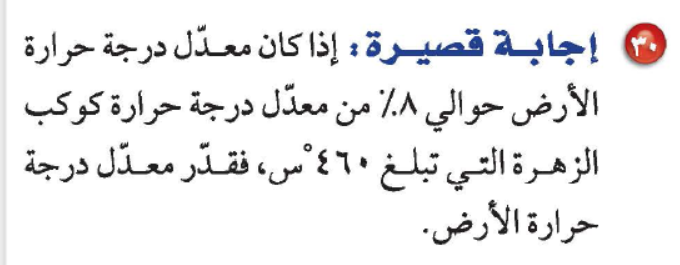 ٣٠ إجابة قصيرة: إذا كان معدّل درجة حرارة
الأرض حوالي ٨٪ من معدّل درجة حرارة كوكب
الزهرة التي تبلغ ٤٦٠°س، فقدّر معدّل درجة
حرارة الأرض.